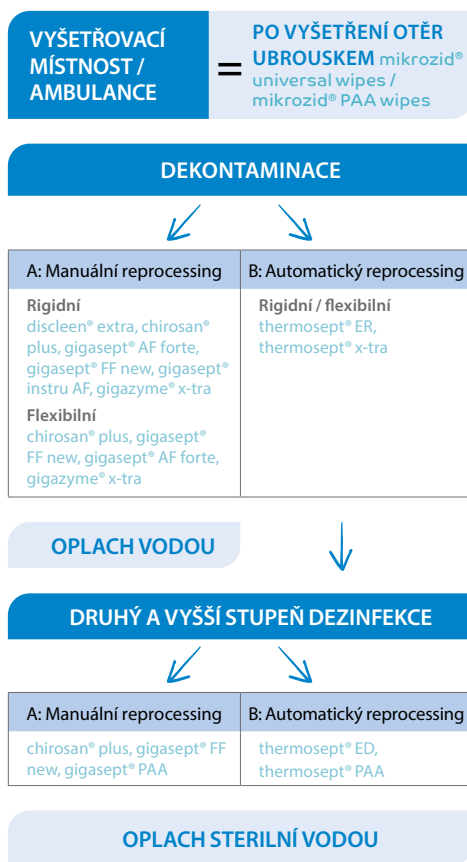 VYŠETŘOVACÍ
MÍSTNOST /
AMBULANCE
=
PO VYŠETŘENÍ OTĚR
UBROUSKEM mikrozid®
universal wipes /
mikrozid® PAA wipes
DEKONTAMINACE
A: Manuální reprocessing
Rigidní
discleen® extra, chirosan®
plus, gigasept® AF forte,
gigasept® FF new, gigasept®
instru AF, gigazyme® x-tra
Flexibilní
chirosan® plus, gigasept®
FF new, gigasept® AF forte,
gigazyme® x-tra
B: Automatický reprocessing
Rigidní / flexibilní
thermosept® ER,
thermosept® x-tra
OPLACH VODOU
DRUHÝ A VYŠŠÍ STUPEŇ DEZINFEKCE
A: Manuální reprocessing
chirosan® plus, gigasept® FF
new, gigasept® PAA
B: Automatický reprocessing
thermosept® ED,
thermosept® PAA
OPLACH STERILNÍ VODOU